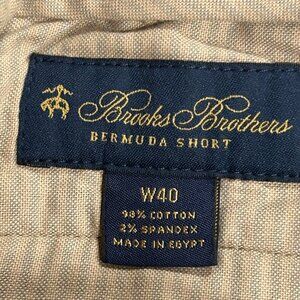 Brooks Brothers
BERMUDA SHORT
W40
98% COTTON
2% SPANDEX
MADE IN EGYPT